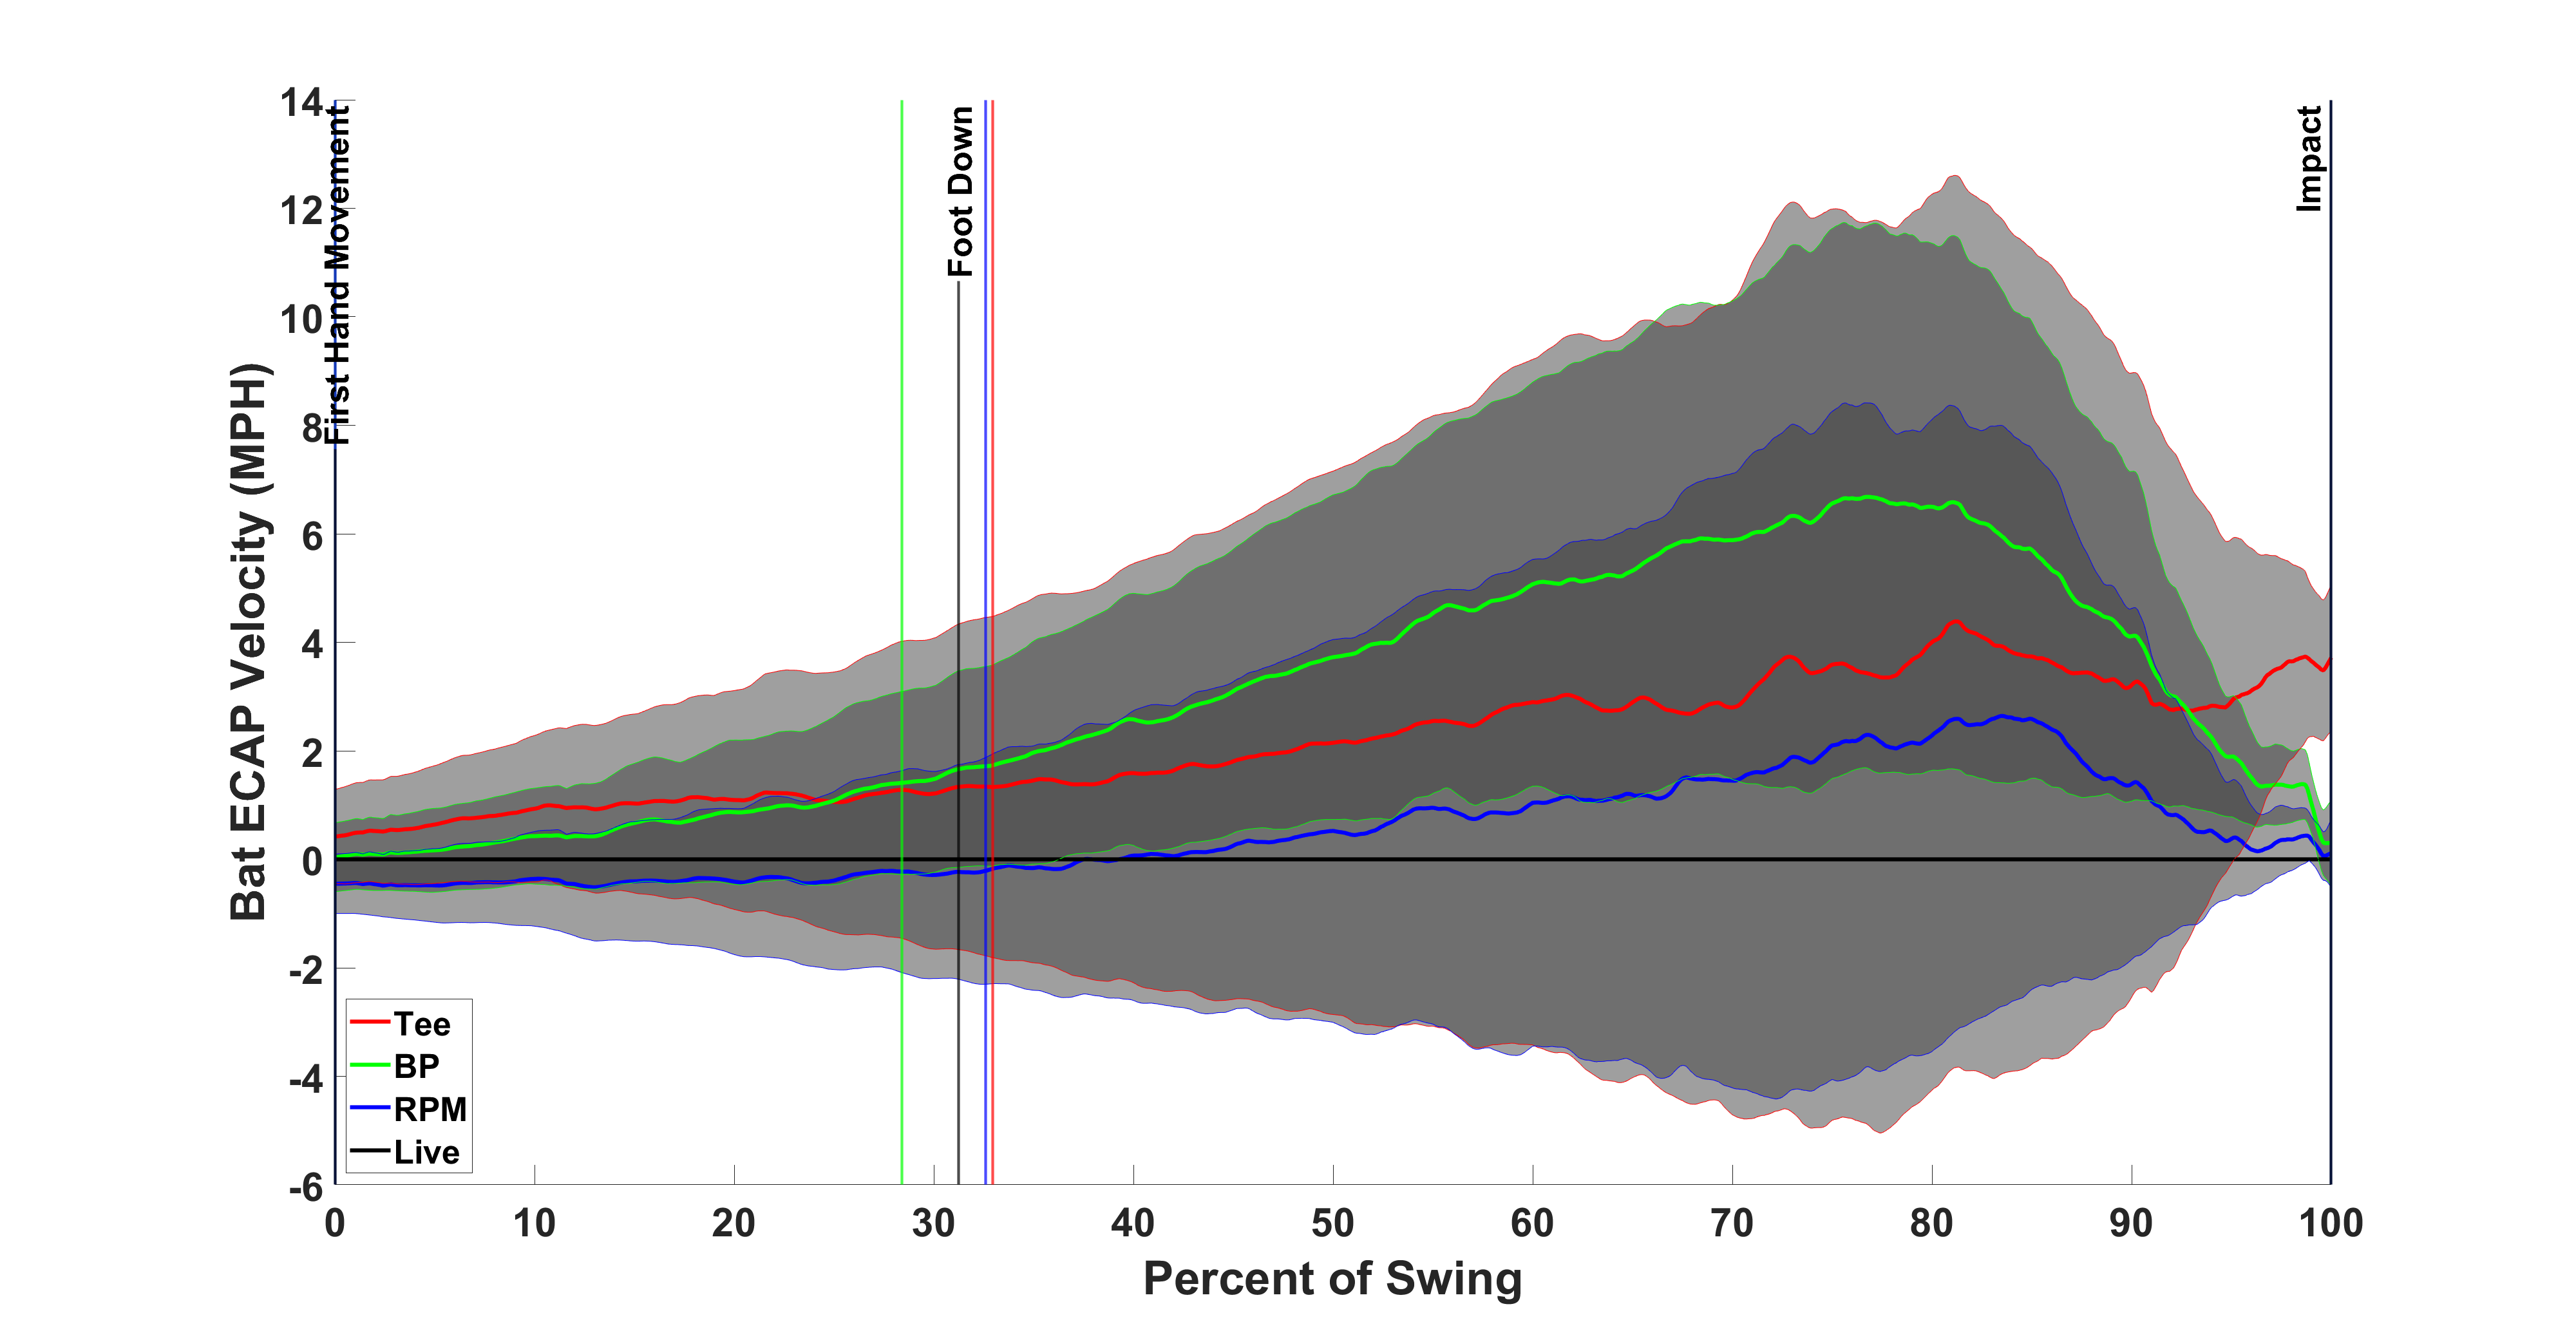 Bat ECAP Velocity (MPH)
14
12
10
8
6
4
2
0
-2
-4
-6
First Hand Movement
Foot Down
Impact
Tee
BP
RPM
Live
0 10 20 30 40 50 60 70 80 90 100
Percent of Swing